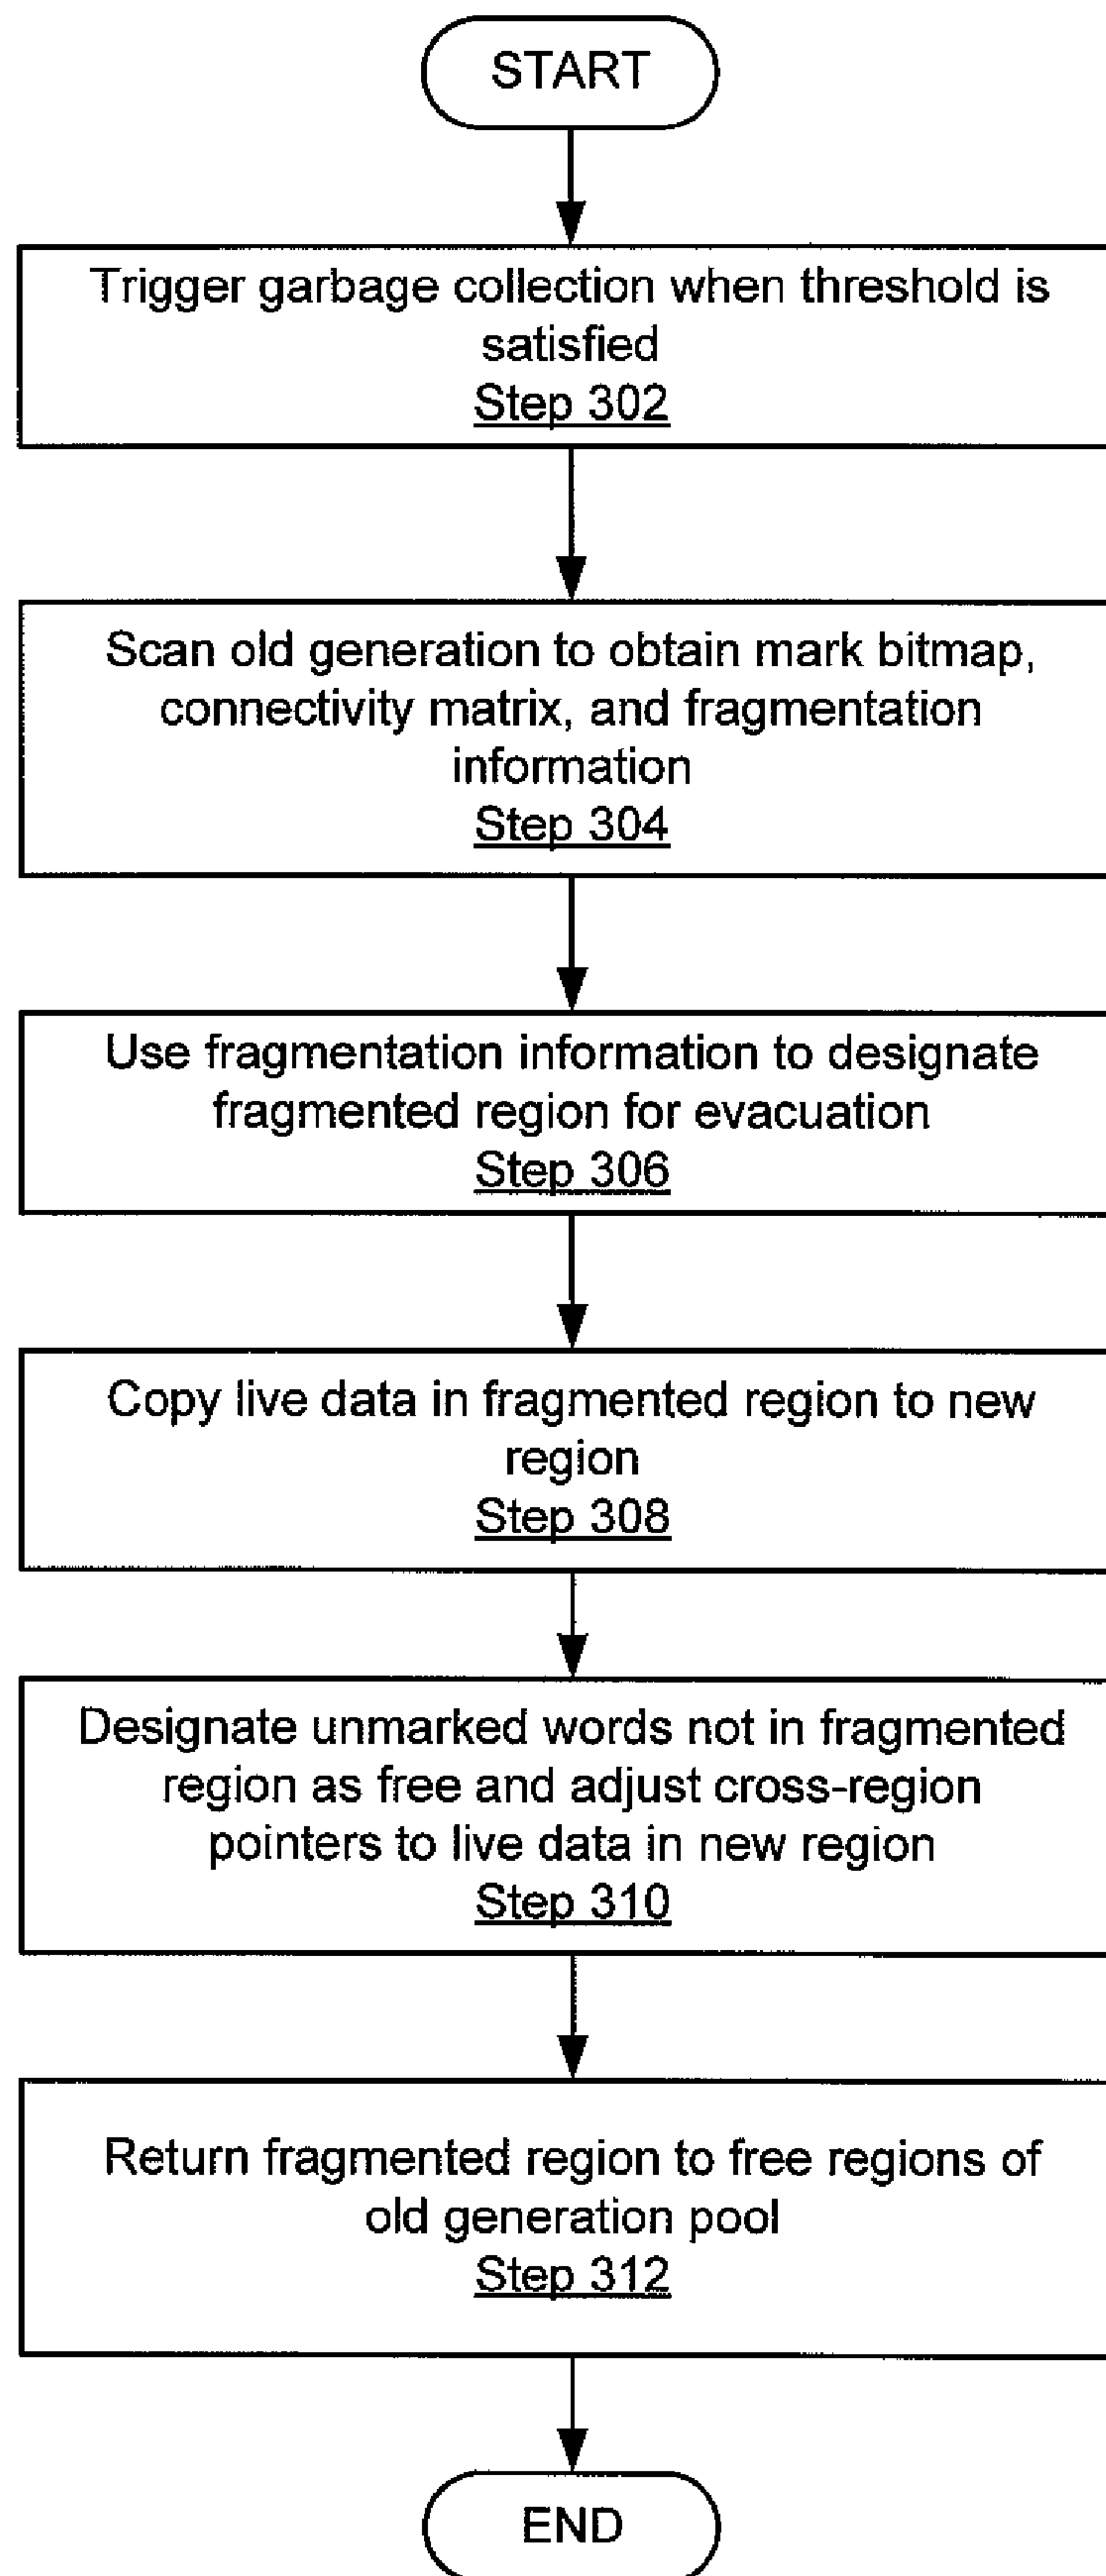 START
Trigger garbage collection when threshold is
satisfied
Step 302
Scan old generation to obtain mark bitmap,
connectivity matrix, and fragmentation
information
Step 304
Use fragmentation information to designate
fragmented region for evacuation
Step 306
Copy live data in fragmented region to new
region
Step 308
Designate unmarked words not in fragmented
region as free and adjust cross-region
pointers to live data in new region
Step 310
Return fragmented region to free regions of
old generation pool
Step 312
END